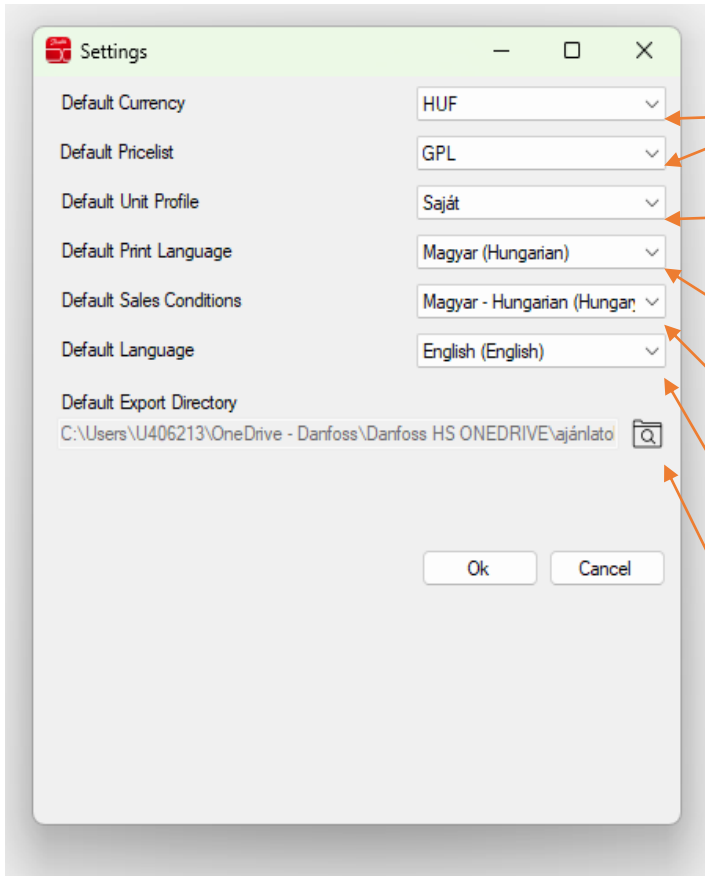 Settings
Default Currency HUF
Default Pricelist GPL
Default Unit Profile Saját
Default Print Language Magyar (Hungarian)
Default Sales Conditions Magyar - Hungarian (Hungary
Default Language English (English)
Default Export Directory
C:\Users\U406213\OneDrive - Danfoss\Danfoss HS ONEDRIVE\ajánlato
Ok Cancel